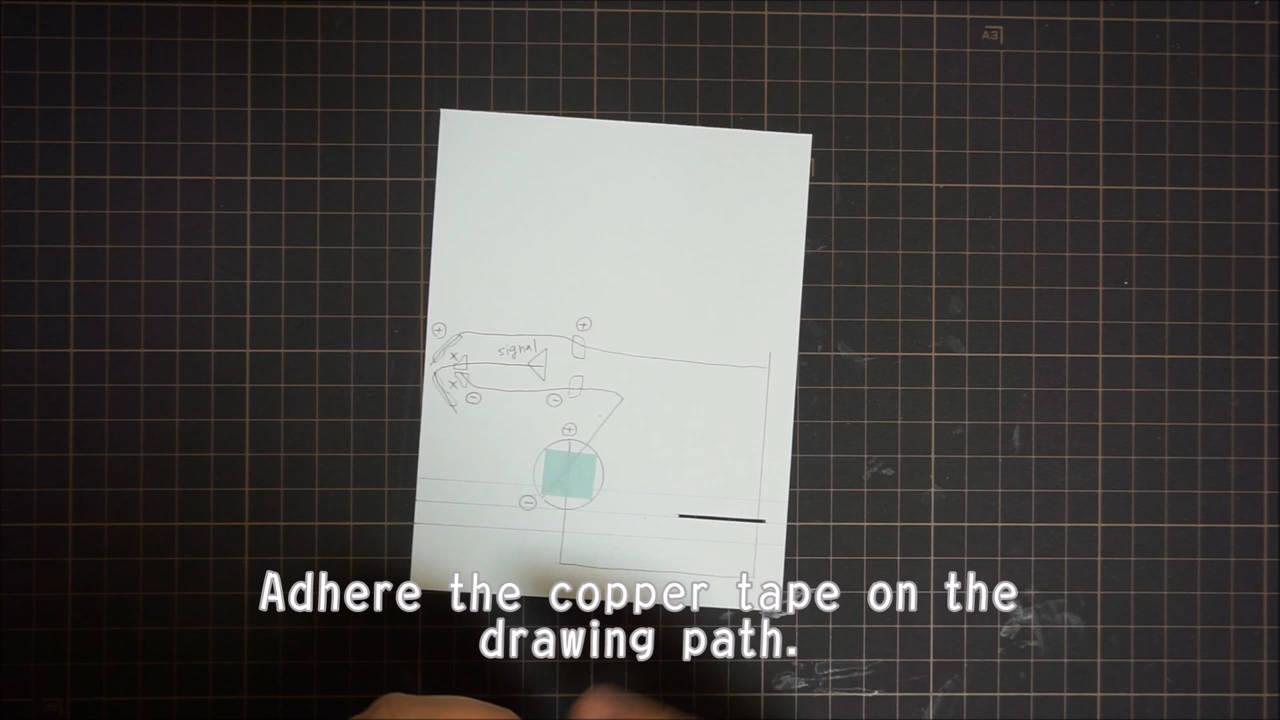 A3
+
+
signal
x
x
-
-
+
-
Adhere the copper tape on the
drawing path.